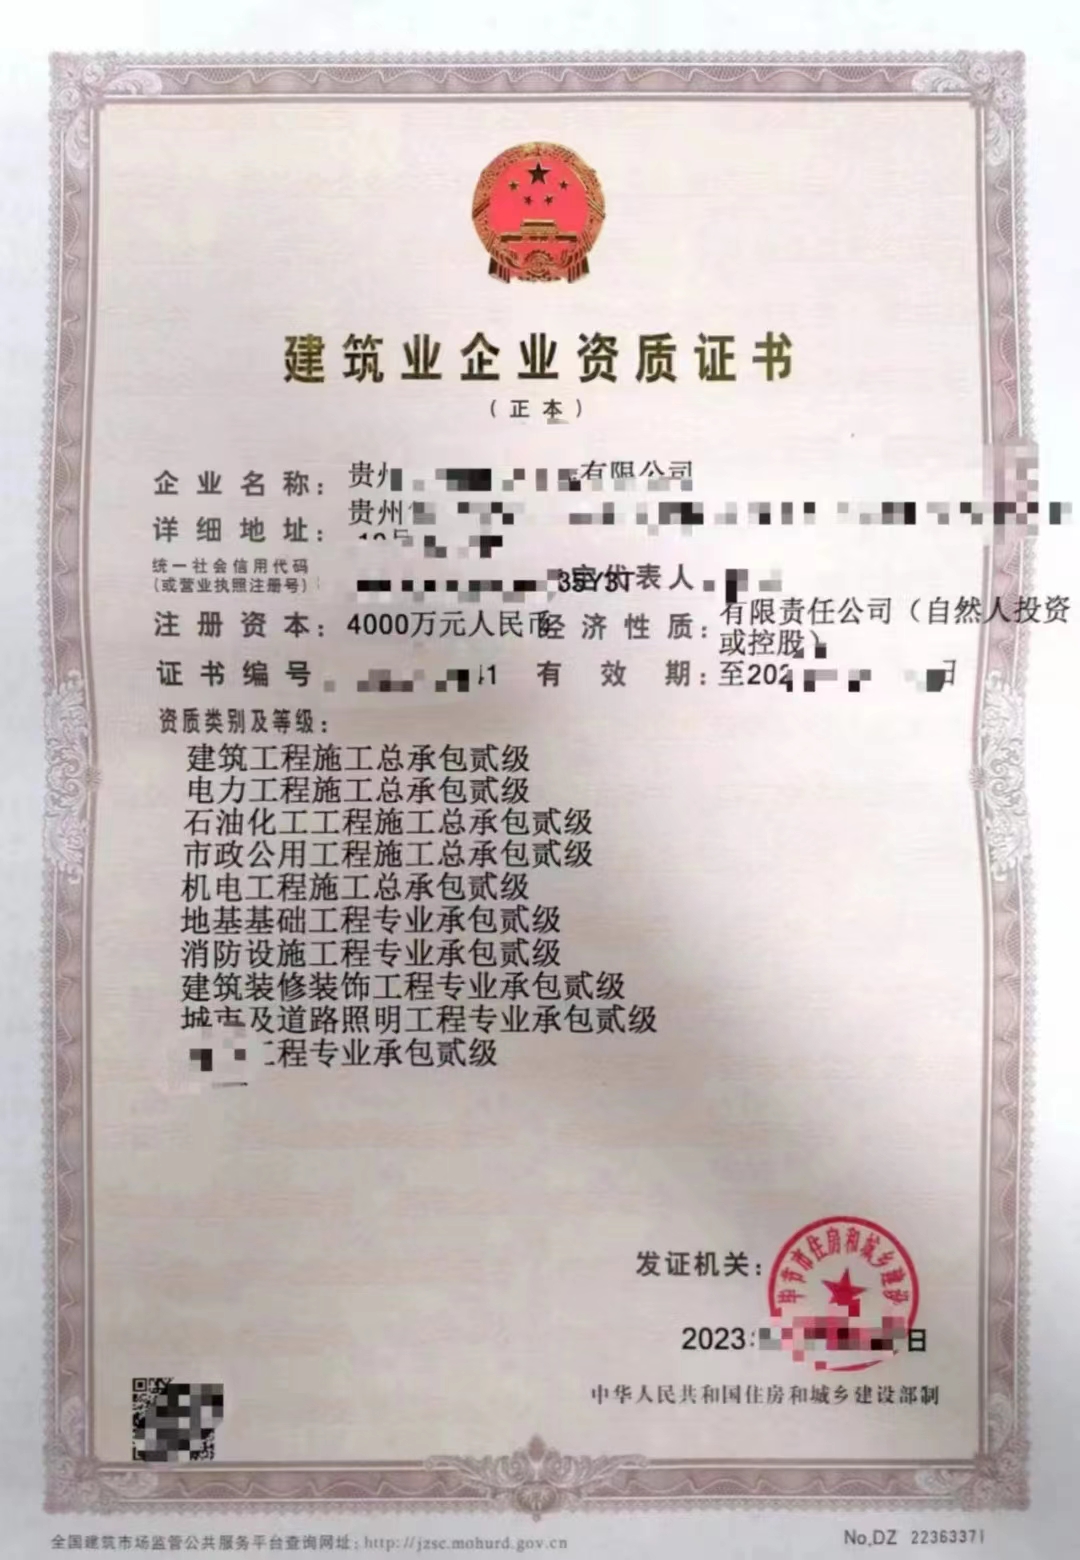 建筑业企业资质证书
（正本）
企业名称：贵州 有限公司
详细地址：贵州
统一社会信用代码
（或营业执照注册号）： 35Y3T 定代表人
注册资本：4000万元人民币 经济性质：有限责任公司（自然人投资
或控股）
证书编号 1 有效期：至202 日
资质类别及等级：
建筑工程施工总承包贰级
电力工程施工总承包贰级
石油化工工程施工总承包贰级
市政公用工程施工总承包贰级
机电工程施工总承包贰级
地基基础工程专业承包贰级
消防设施工程专业承包贰级
建筑装修装饰工程专业承包贰级
城市及道路照明工程专业承包贰级
工程专业承包贰级
毕节市住房和城乡建设
发证机关：
2023 日
中华人民共和国住房和城乡建设部制
全国建筑市场监管公共服务平台查询网址：http://jzsc.mohurd.gov.cn
No.DZ 22363371